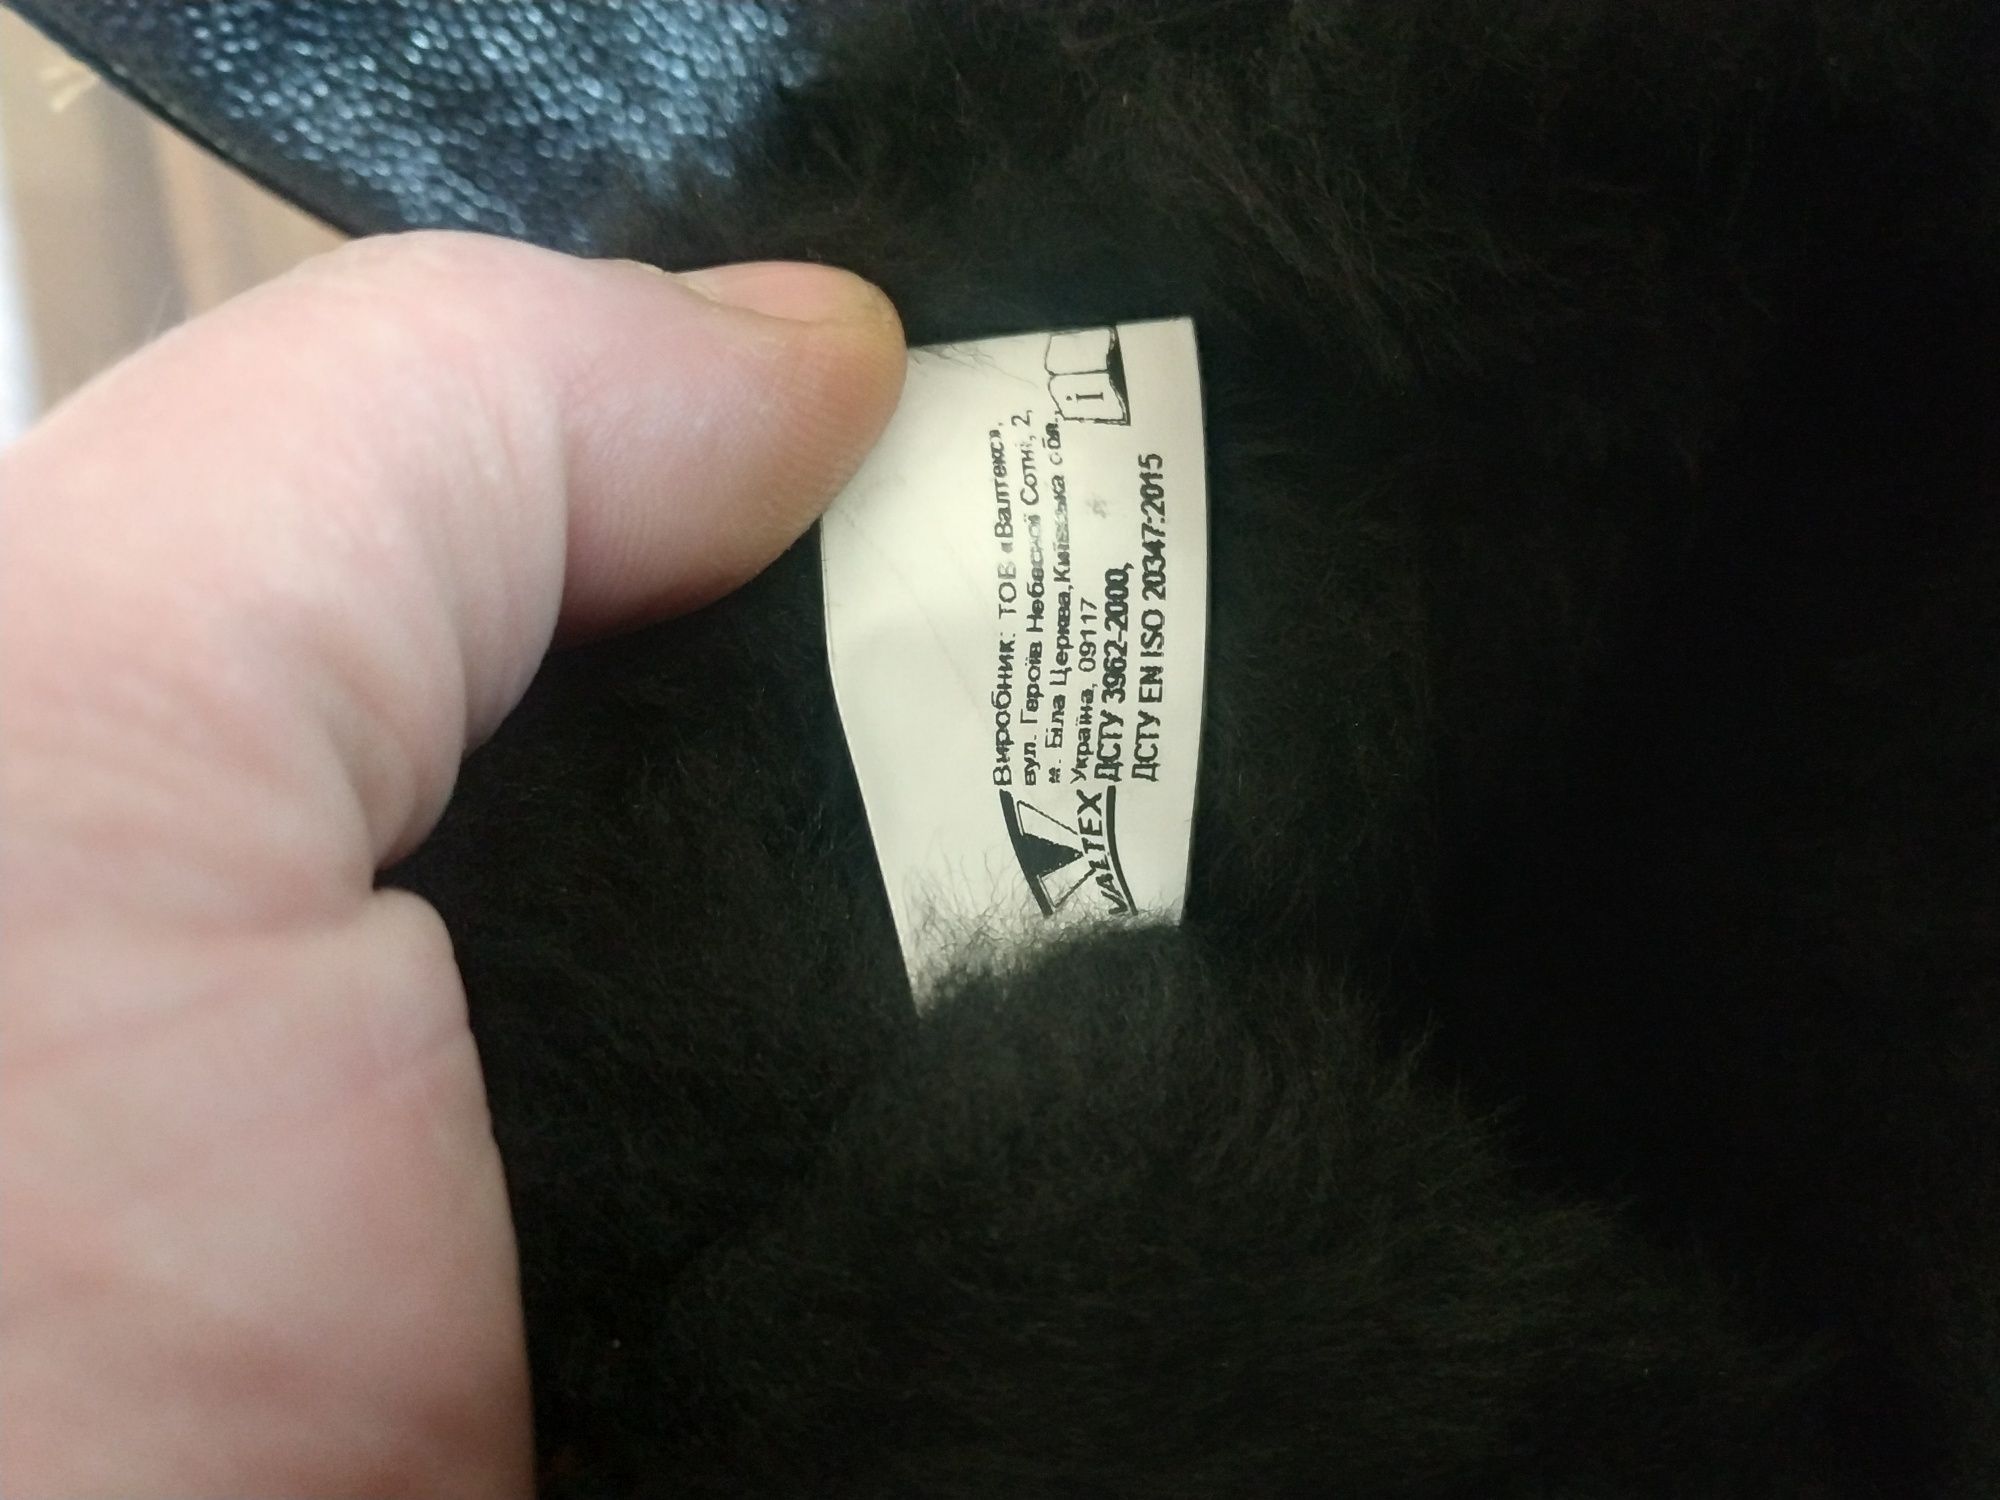 Виробник: ТОВ «Валтекс»,
вул. Героїв Небесної Сотні, 2,
м. Біла Церква, Київська обл.,
Україна, 09117
ДСТУ 3962-2000,
ДСТУ EN ISO 20347:2015
VALTEX
i